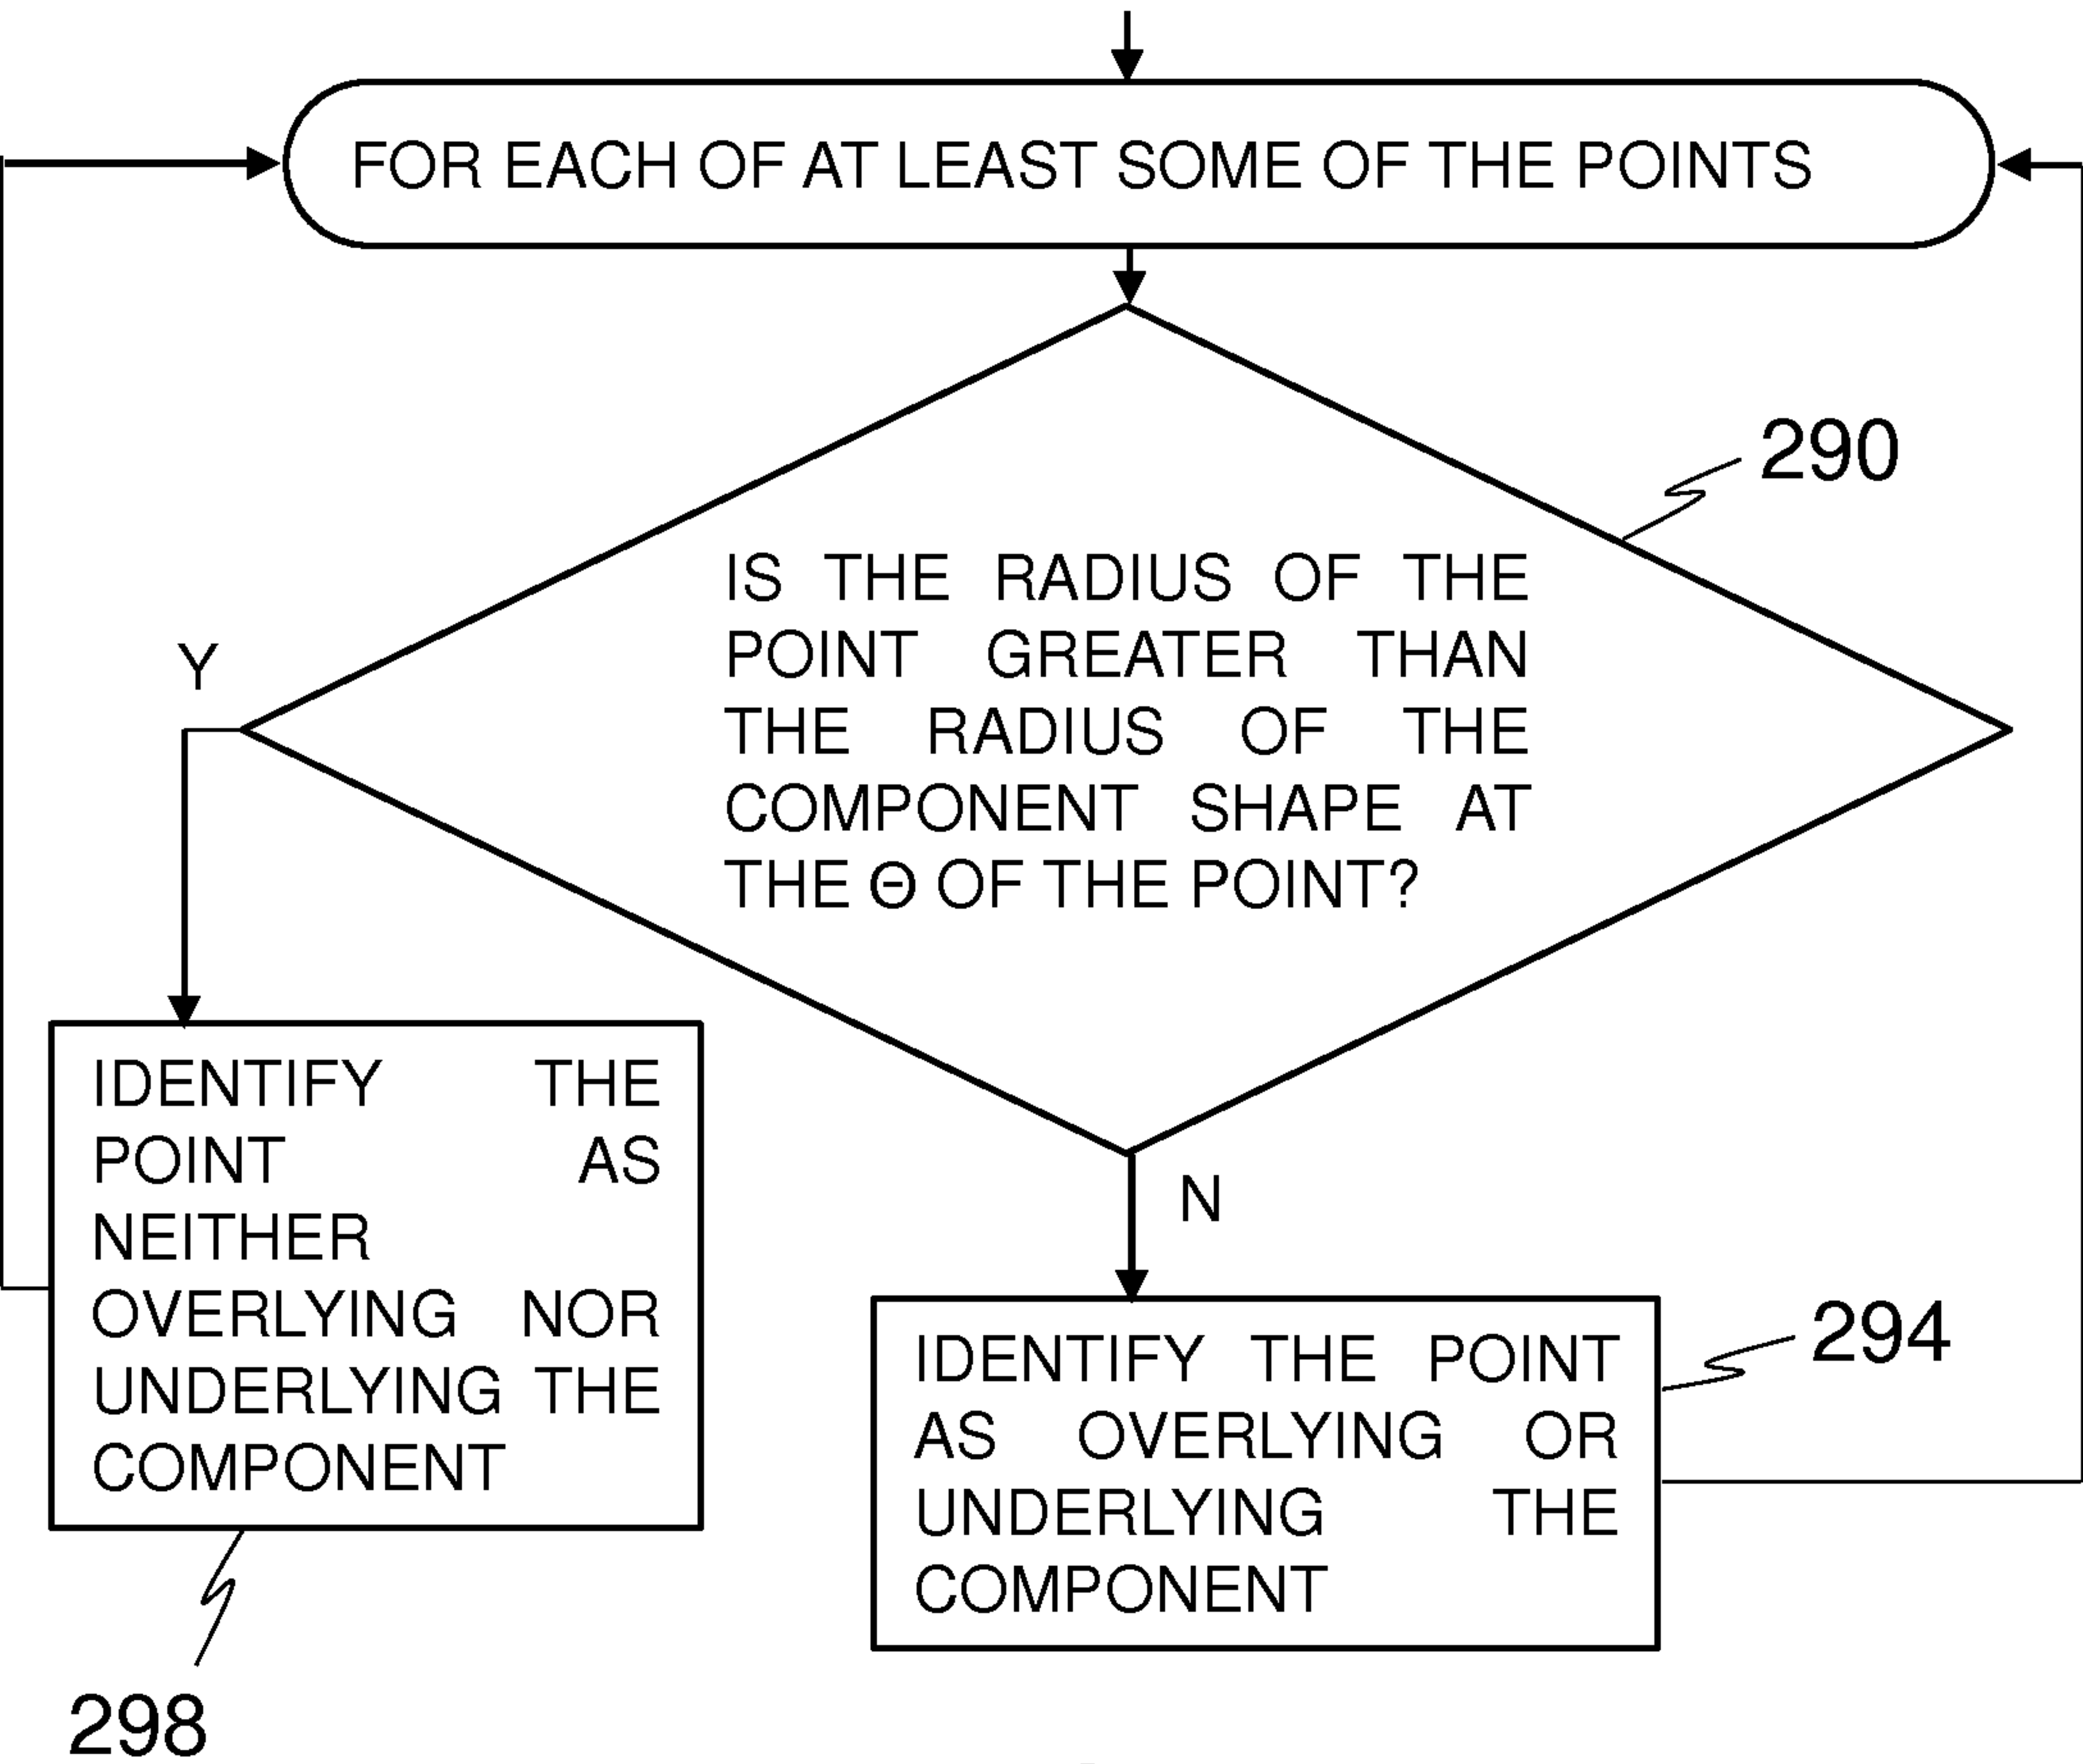 FOR EACH OF AT LEAST SOME OF THE POINTS
290
IS THE RADIUS OF THE
POINT GREATER THAN
THE RADIUS OF THE
COMPONENT SHAPE AT
THE Θ OF THE POINT?
Y
N
IDENTIFY THE
POINT AS
NEITHER
OVERLYING NOR
UNDERLYING THE
COMPONENT
298
IDENTIFY THE POINT
AS OVERLYING OR
UNDERLYING THE
COMPONENT
294